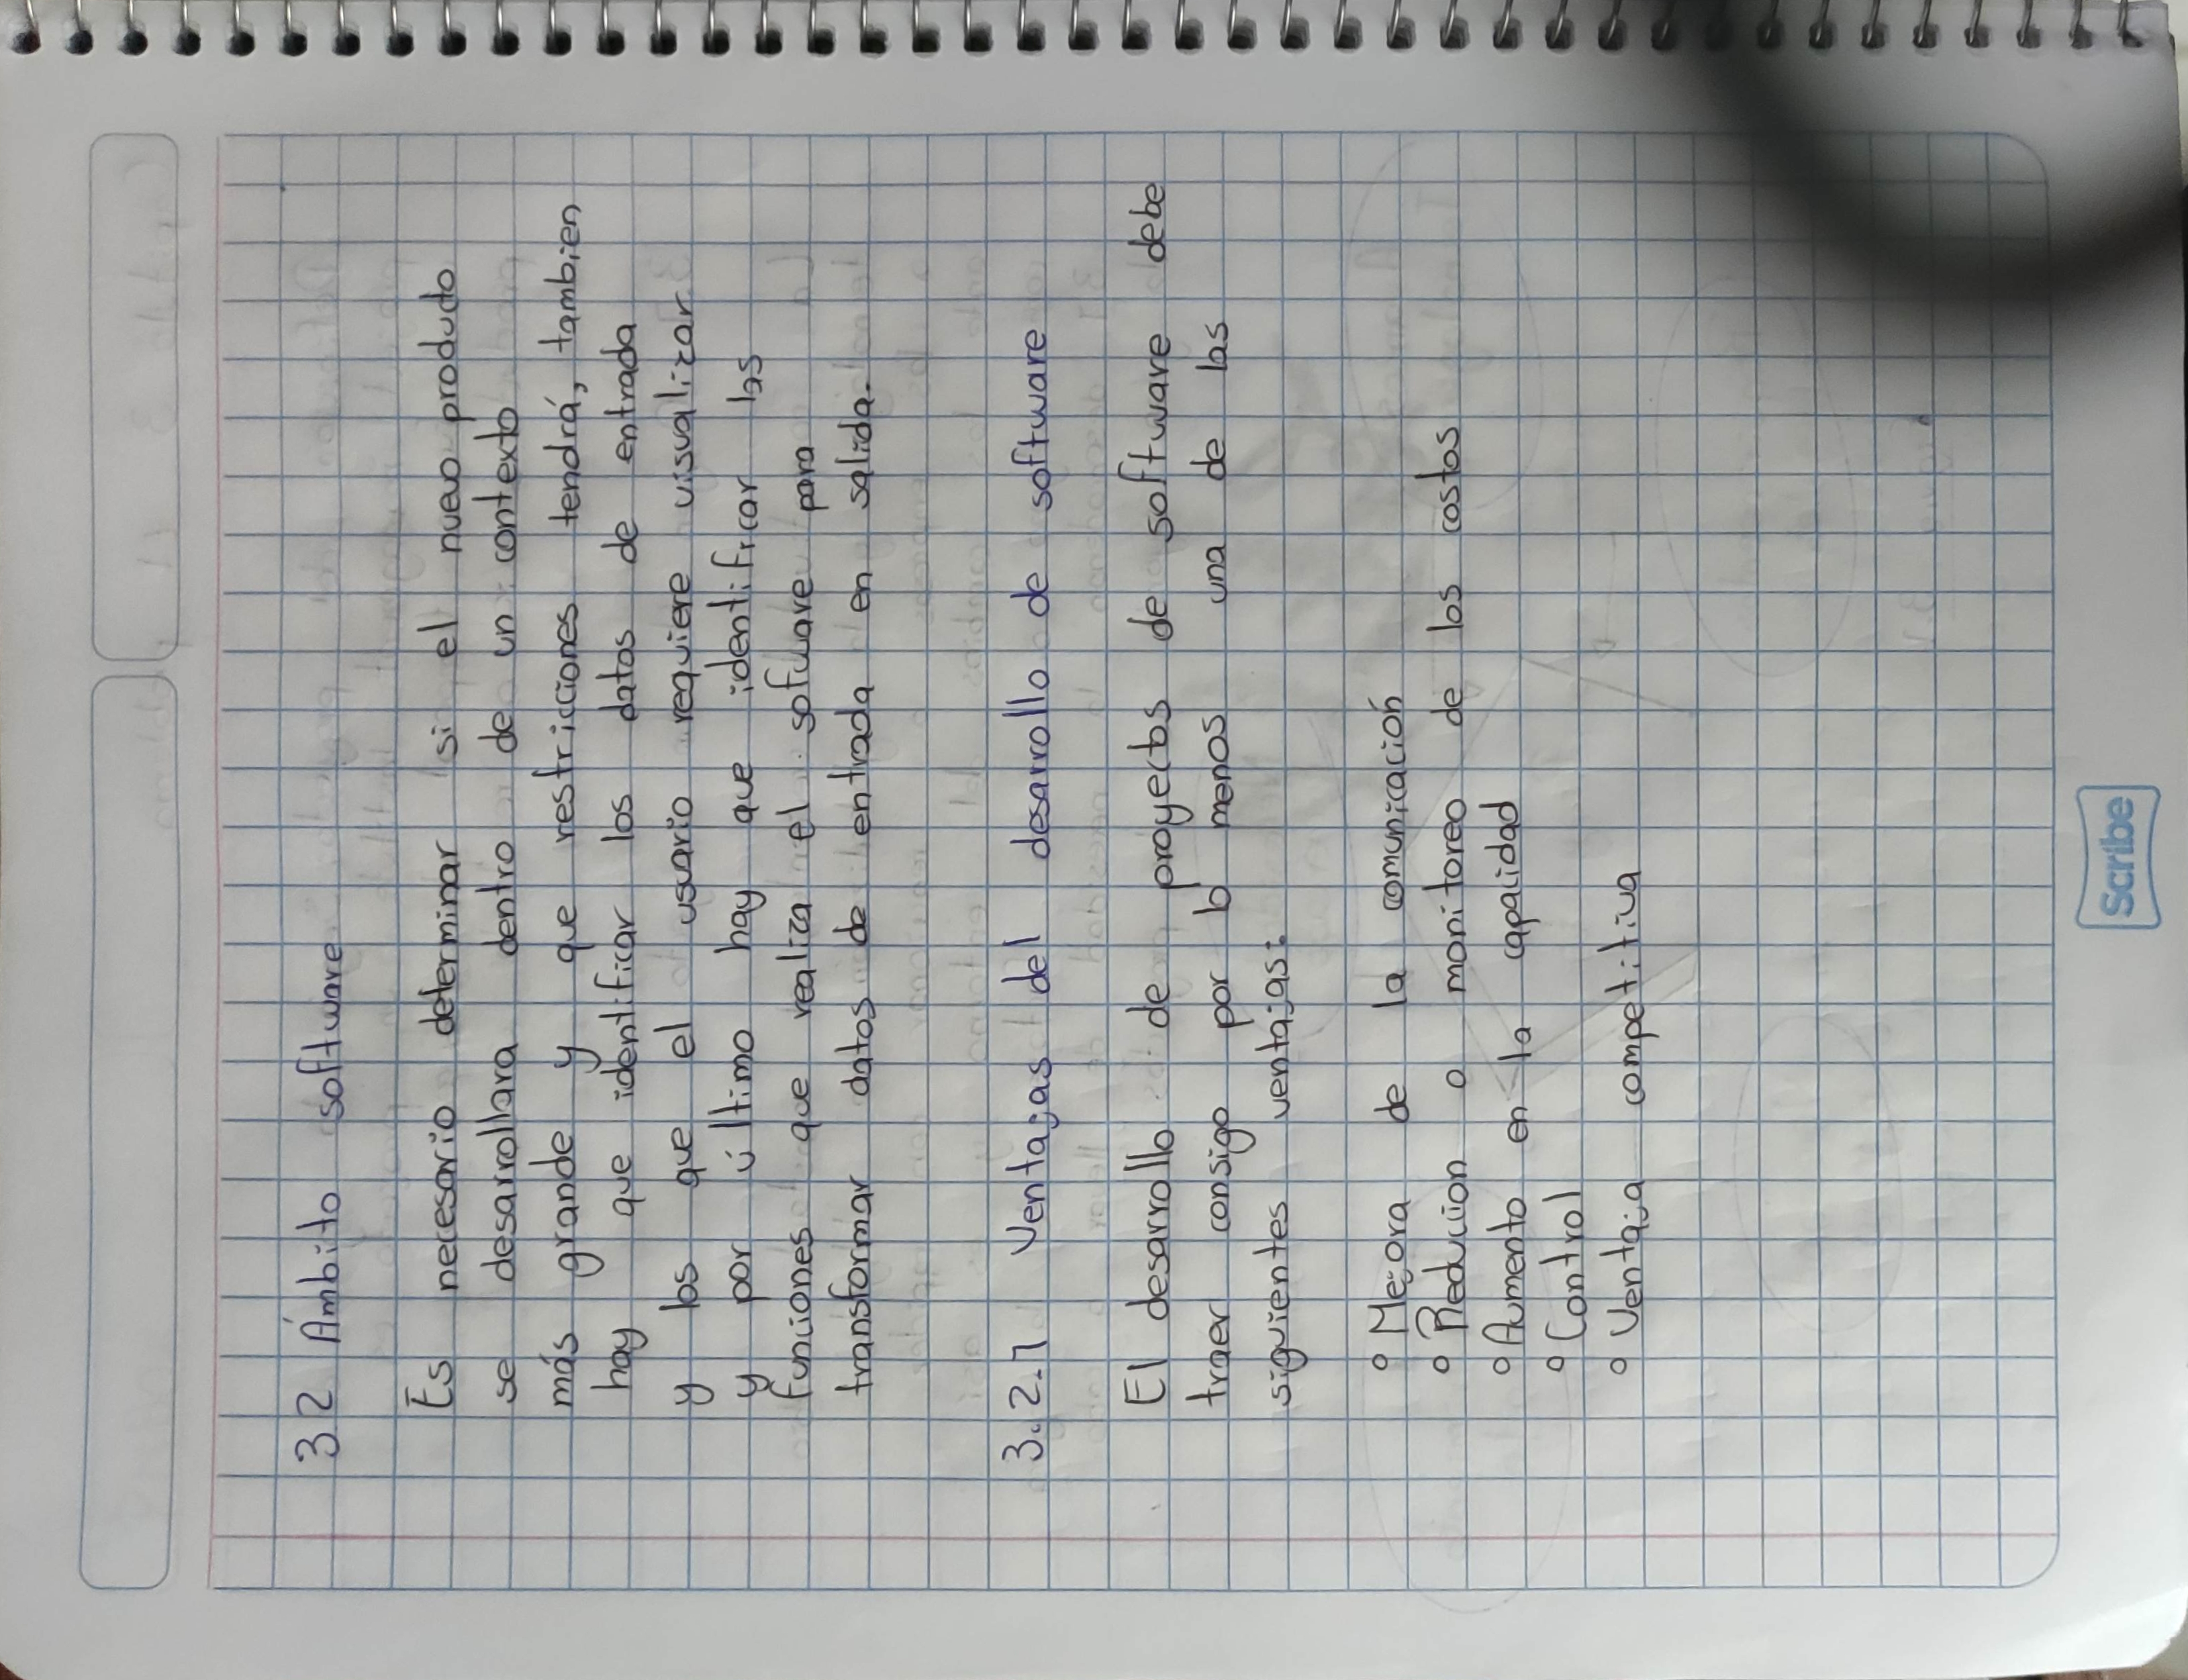 3.2 Ámbito software
Es necesario determinar si el nuevo producto
se desarrollara dentro de un contexto
más grande y que restricciones tendrá, tambien
hay que identificar los datos de entrada
y los que el usuario requiere visualizar
y por último hay que identificar las
funciones que realiza el sofware para
transformar datos de entrada en salida.
3.2.1 Ventajas del desarrollo de software
El desarrollo de proyectos de software debe
traer consigo por lo menos una de las
siguientes ventajas:
° Mejora de la comunicación
° Reduccion o monitoreo de los costos
° Aumento en la capacidad
° Control
° Ventaja competitiva
Scribe